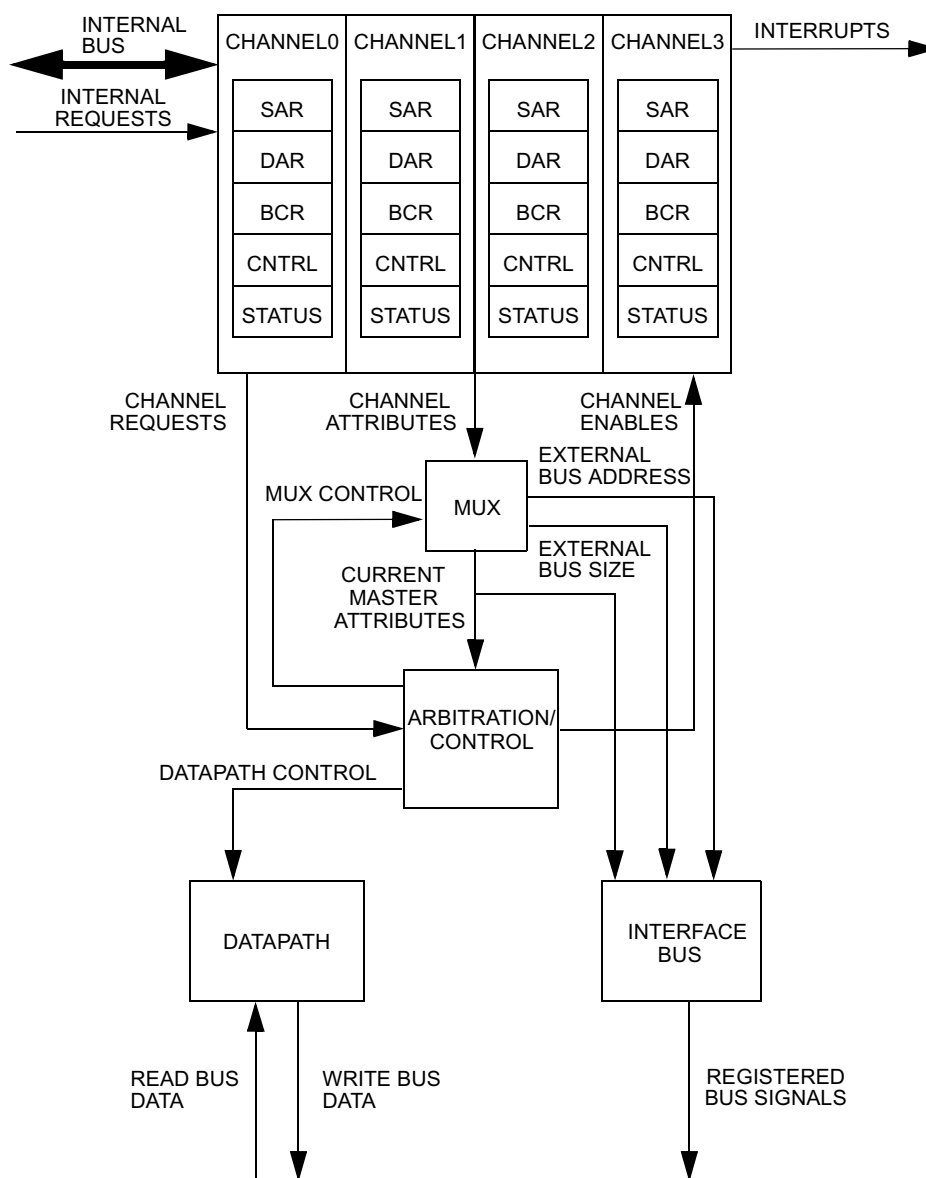 INTERNAL
BUS
INTERNAL
REQUESTS
CHANNEL0
CHANNEL1
CHANNEL2
CHANNEL3
INTERRUPTS
SAR
SAR
SAR
SAR
DAR
DAR
DAR
DAR
BCR
BCR
BCR
BCR
CNTRL
CNTRL
CNTRL
CNTRL
STATUS
STATUS
STATUS
STATUS
CHANNEL
REQUESTS
CHANNEL
ATTRIBUTES
CHANNEL
ENABLES
EXTERNAL
BUS ADDRESS
MUX CONTROL
MUX
EXTERNAL
BUS SIZE
CURRENT
MASTER
ATTRIBUTES
ARBITRATION/
CONTROL
DATAPATH CONTROL
DATAPATH
INTERFACE
BUS
READ BUS
DATA
WRITE BUS
DATA
REGISTERED
BUS SIGNALS